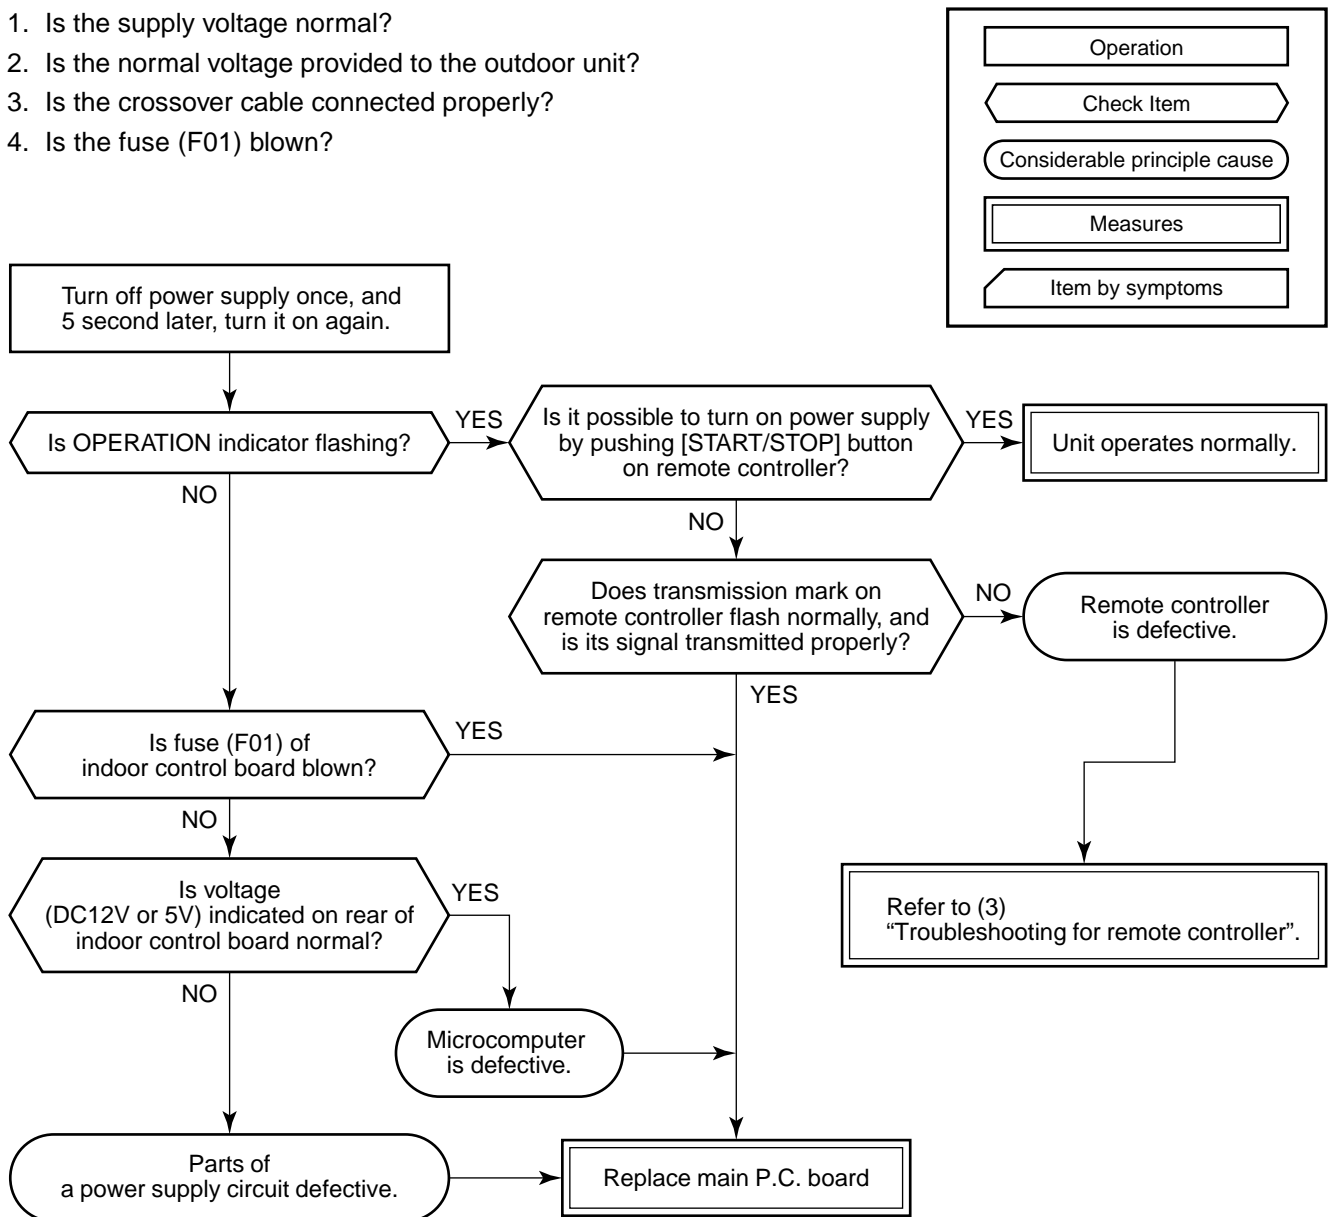 1. Is the supply voltage normal?
2. Is the normal voltage provided to the outdoor unit?
3. Is the crossover cable connected properly?
4. Is the fuse (F01) blown?
Operation
Check Item
Considerable principle cause
Measures
Item by symptoms
Turn off power supply once, and
5 second later, turn it on again.
Is OPERATION indicator flashing?
YES
Is it possible to turn on power supply
by pushing [START/STOP] button
on remote controller?
YES
Unit operates normally.
NO
NO
Does transmission mark on
remote controller flash normally, and
is its signal transmitted properly?
NO
Remote controller
is defective.
YES
Is fuse (F01) of
indoor control board blown?
YES
NO
Is voltage
(DC12V or 5V) indicated on rear of
indoor control board normal?
YES
Refer to (3)
“Troubleshooting for remote controller”.
NO
Microcomputer
is defective.
Parts of
a power supply circuit defective.
Replace main P.C. board